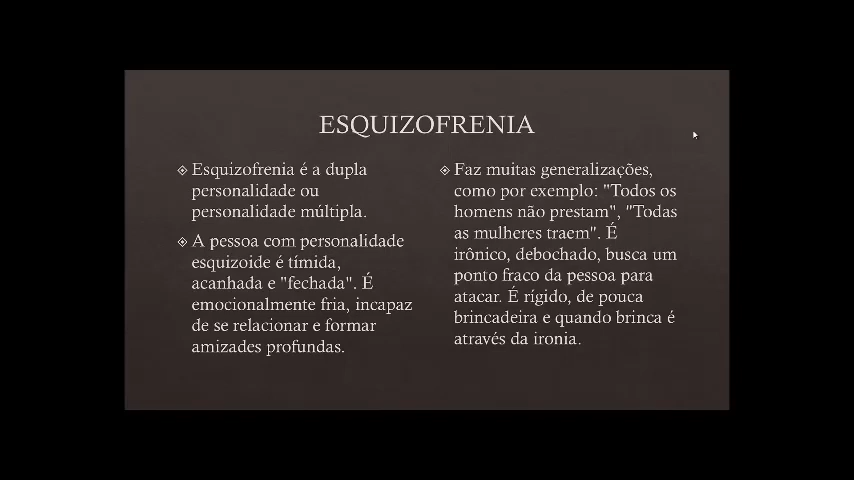 ESQUIZOFRENIA
Esquizofrenia é a dupla
personalidade ou
personalidade múltipla.
A pessoa com personalidade
esquizoide é tímida,
acanhada e "fechada". É
emocionalmente fria, incapaz
de se relacionar e formar
amizades profundas.
Faz muitas generalizações,
como por exemplo: "Todos os
homens não prestam", "Todas
as mulheres traem". É
irônico, debochado, busca um
ponto fraco da pessoa para
atacar. É rígido, de pouca
brincadeira e quando brinca é
através da ironia.